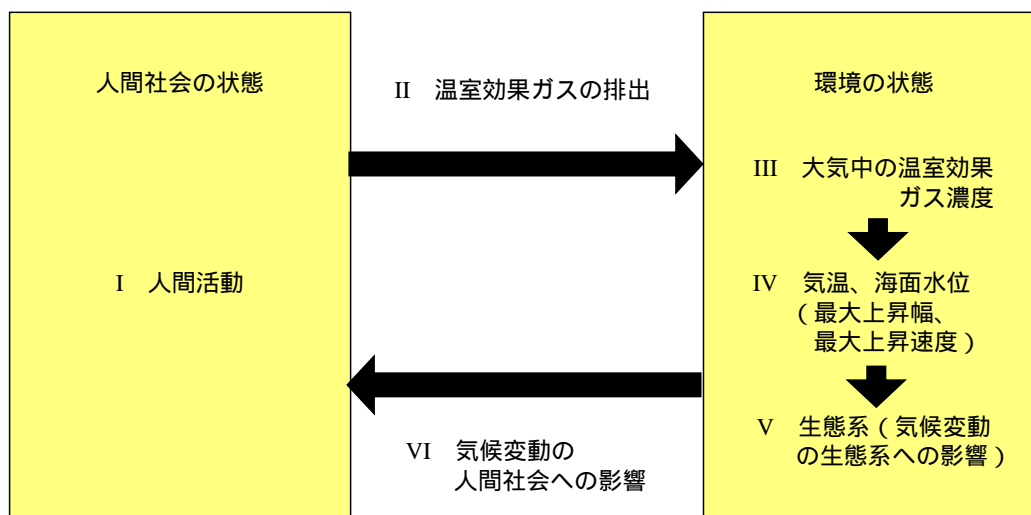 人間社会の状態
I 人間活動
II 温室効果ガスの排出
環境の状態
III 大気中の温室効果
ガス濃度
IV 気温、海面水位
(最大上昇幅、
最大上昇速度)
V 生態系(気候変動
の生態系への影響)
VI 気候変動の
人間社会への影響